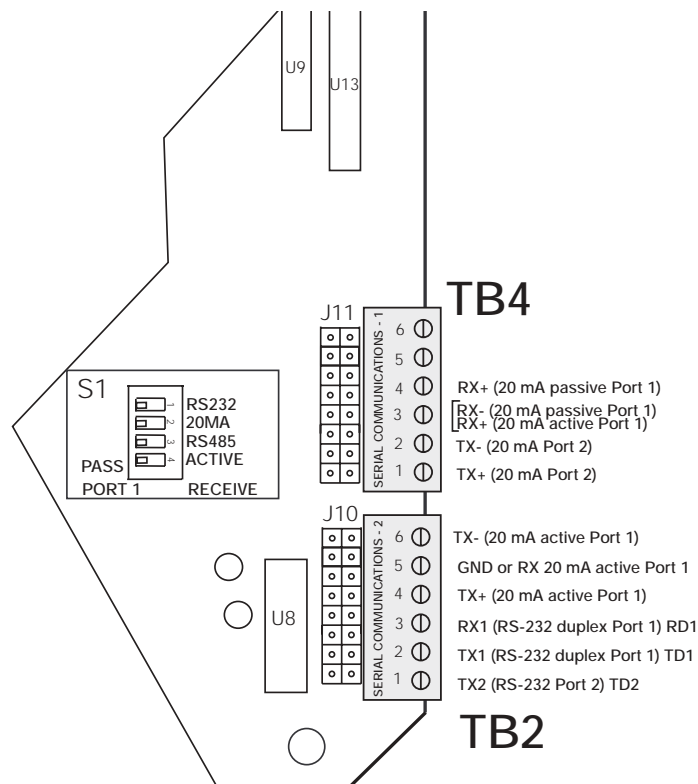 U9
U13
TB4
J11
SERIAL COMMUNICATIONS - 1
6
5
4 RX+ (20 mA passive Port 1)
3 RX- (20 mA passive Port 1)
RX+ (20 mA active Port 1)
2 TX- (20 mA Port 2)
1 TX+ (20 mA Port 2)
S1
1 RS232
2 20MA
3 RS485
PASS 4 ACTIVE
PORT 1 RECEIVE
J10
SERIAL COMMUNICATIONS - 2
6 TX- (20 mA active Port 1)
5 GND or RX 20 mA active Port 1
4 TX+ (20 mA active Port 1)
3 RX1 (RS-232 duplex Port 1) RD1
2 TX1 (RS-232 duplex Port 1) TD1
1 TX2 (RS-232 Port 2) TD2
U8
TB2